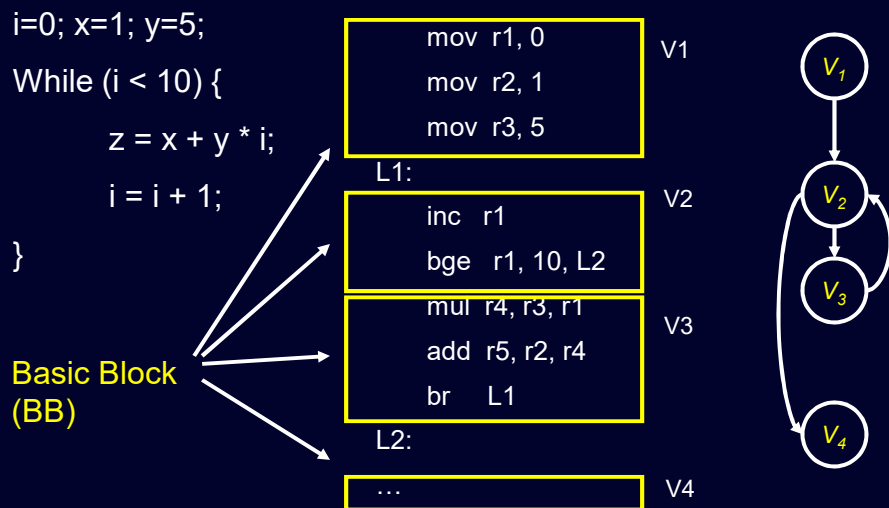 i=0; x=1; y=5;
While (i < 10) {
z = x + y * i;
i = i + 1;
}
Basic Block
(BB)
mov r1, 0
mov r2, 1
mov r3, 5
V1
L1:
inc r1
bge r1, 10, L2
V2
mul r4, r3, r1
add r5, r2, r4
br L1
V3
L2:
...
V4
V1
V2
V3
V4